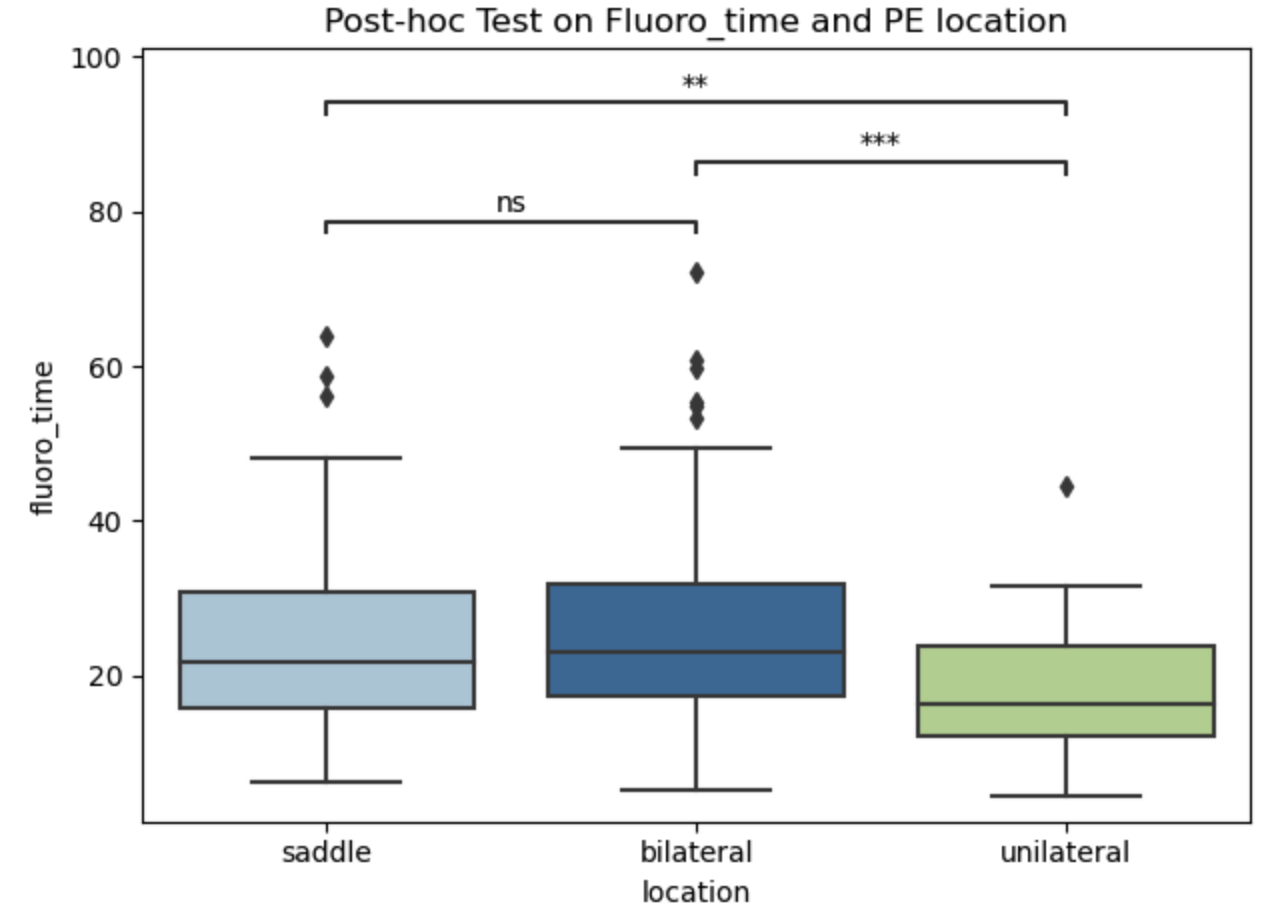 Post-hoc Test on Fluoro_time and PE location
100
**
***
80
ns
60
fluoro_time
40
20
saddle bilateral unilateral
location